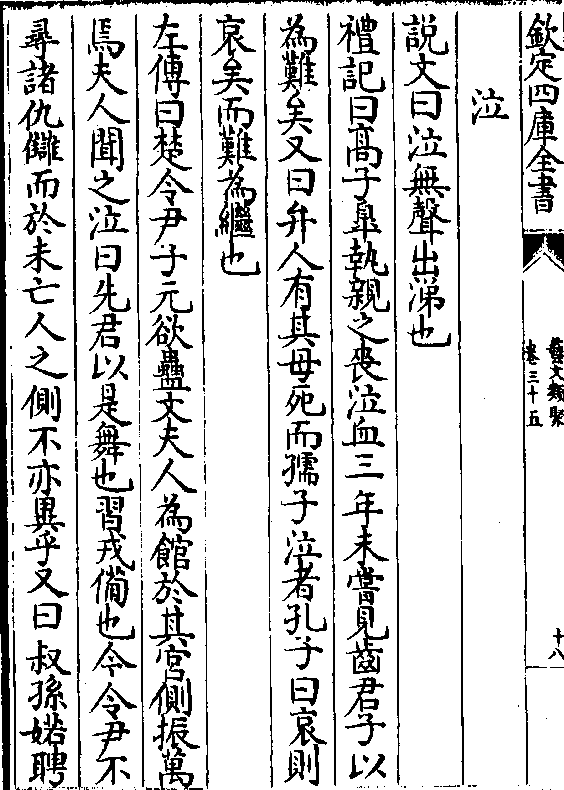 欽定四庫全書
藝文類聚
卷三十五
十八
泣
説文曰泣無聲出涕也
禮記曰髙子臯執親之喪泣血三年未嘗見齒君子以
為難矣又曰弁人有其母死而孺子泣者孔子曰哀則
哀矣而難為繼也
左傳曰楚令尹子元欲蠱文夫人為館於其宫側振萬
焉夫人聞之泣曰先君以是舞也習戎備也今令尹不
尋諸仇讎而於未亡人之側不亦異乎又曰叔孫婼聘